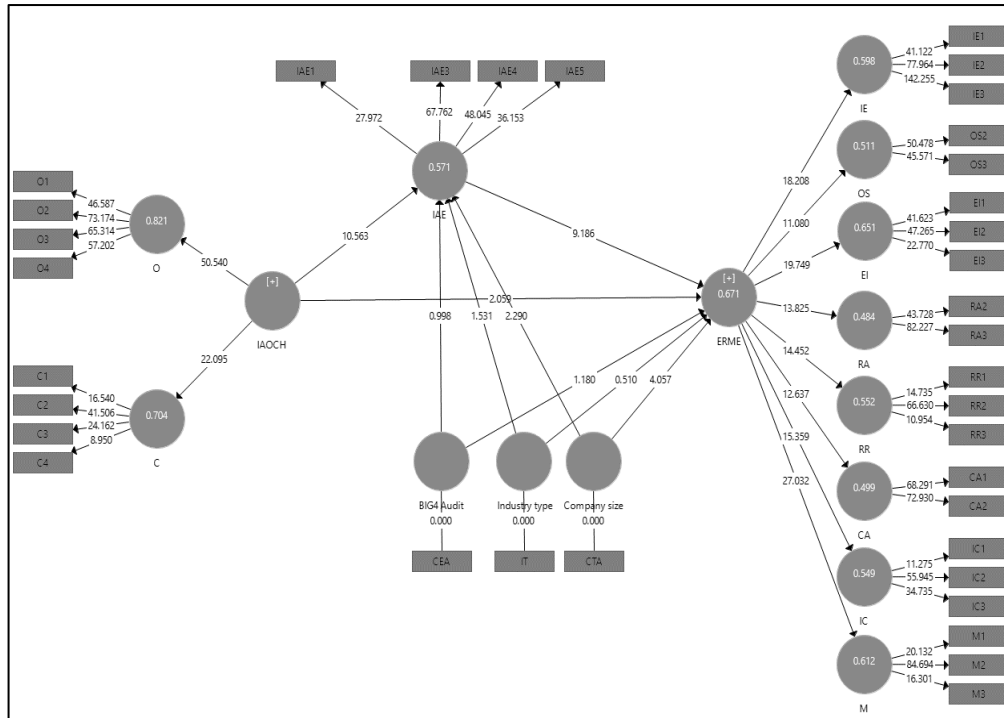 IAE1
IAE3
IAE4
IAE5
27.972
67.762
48.045
36.153
0.571
IAE
O1
O2
O3
O4
46.587
73.174
65.314
57.202
0.821
O
50.540
10.563
9.186
[+]
IAOCH
2.059
22.095
C1
C2
C3
C4
16.540
41.506
24.162
8.950
0.704
C
0.998
1.531
2.290
1.180
0.510
4.057
BIG4 Audit
Industry type
Company size
0.000
0.000
0.000
CEA
IT
CTA
[+]
0.671
ERME
18.208
11.080
19.749
13.825
14.452
12.637
15.359
27.032
0.598
IE
41.122
77.964
142.255
IE1
IE2
IE3
0.511
OS
50.478
45.571
OS2
OS3
0.651
EI
41.623
47.265
22.770
EI1
EI2
EI3
0.484
RA
43.728
82.227
RA2
RA3
0.552
RR
14.735
66.630
10.954
RR1
RR2
RR3
0.499
CA
68.291
72.930
CA1
CA2
0.549
IC
11.275
55.945
34.735
IC1
IC2
IC3
0.612
M
20.132
84.694
16.301
M1
M2
M3